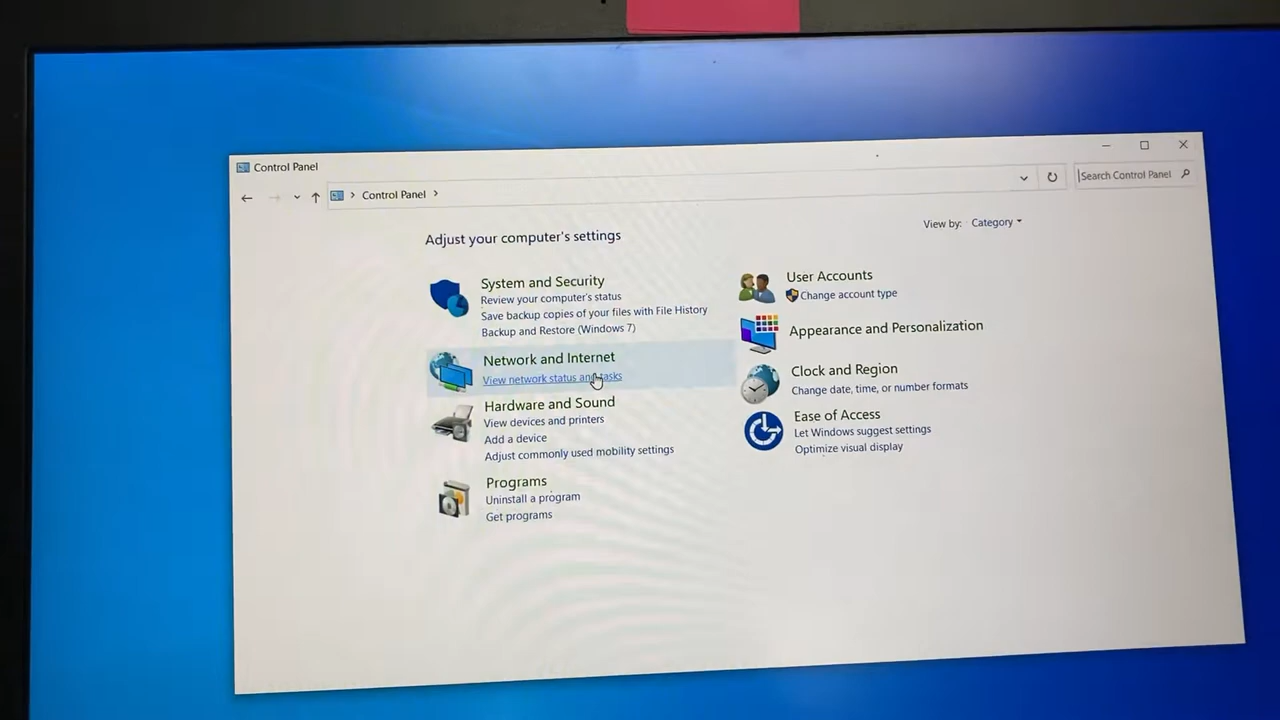 Control Panel
Control Panel
Search Control Panel
Adjust your computer's settings
View by: Category
System and Security
Review your computer's status
Save backup copies of your files with File History
Backup and Restore (Windows 7)
Network and Internet
View network status and tasks
Hardware and Sound
View devices and printers
Add a device
Adjust commonly used mobility settings
Programs
Uninstall a program
Get programs
User Accounts
Change account type
Appearance and Personalization
Clock and Region
Change date, time, or number formats
Ease of Access
Let Windows suggest settings
Optimize visual display